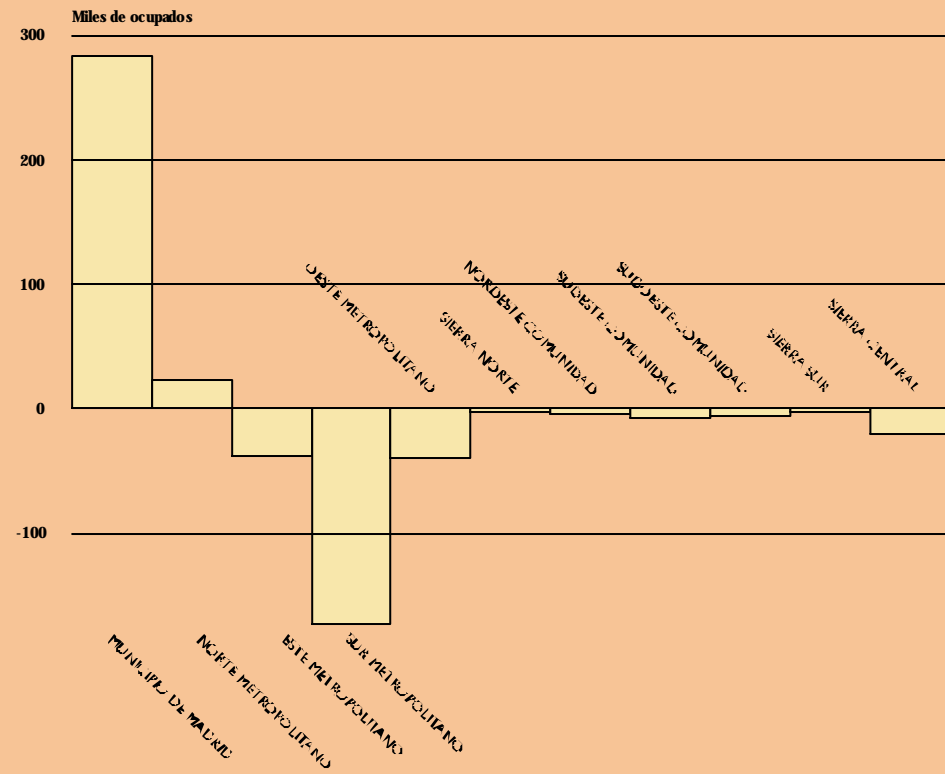 Miles de ocupados
300
200
100
0
-100
OESTE METROPOLITANO
SIERRA NORTE
NORDESTE COMUNIDAD
SUDESTE COMUNIDAD
SUDOESTE COMUNIDAD
SIERRA SUR
SIERRA CENTRAL
MUNICIPIO DE MADRID
NORTE METROPOLITANO
ESTE METROPOLITANO
SUR METROPOLITANO